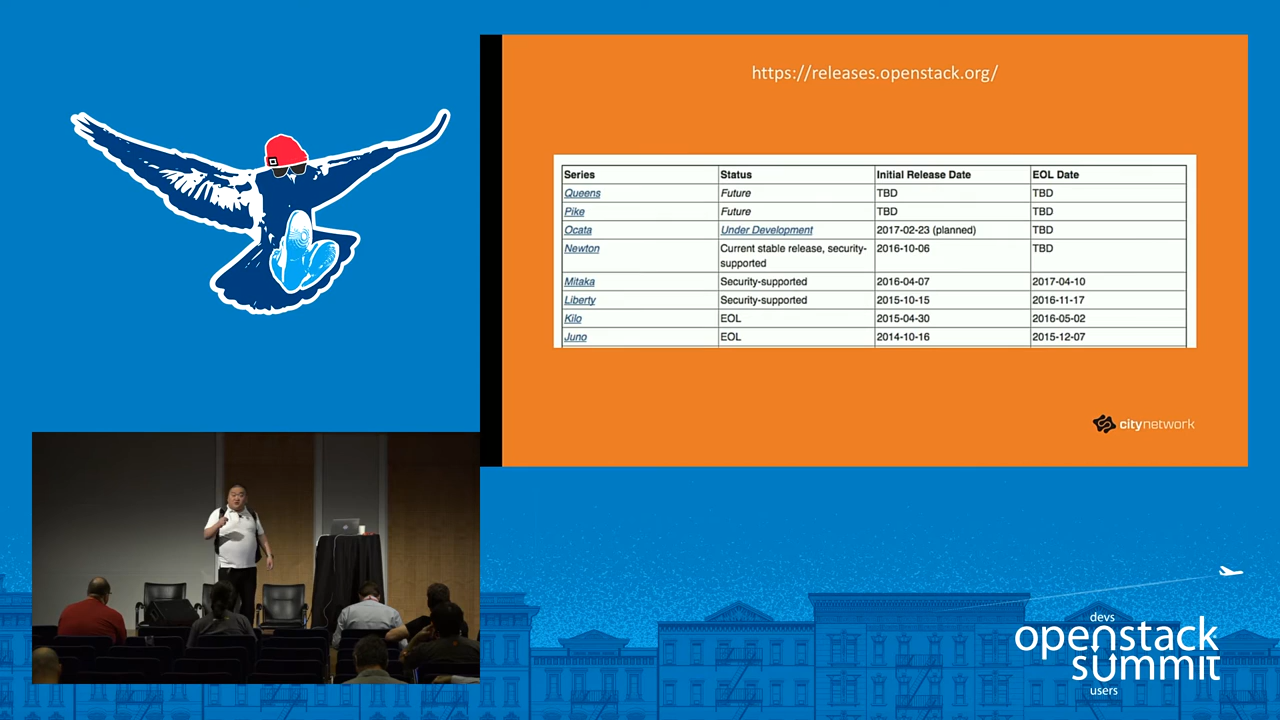 https://releases.openstack.org/
Series Status Initial Release Date EOL Date
Queens Future TBD TBD
Pike Future TBD TBD
Ocata Under Development 2017-02-23 (planned) TBD
Newton Current stable release, security-supported 2016-10-06 TBD
Mitaka Security-supported 2016-04-07 2017-04-10
Liberty Security-supported 2015-10-15 2016-11-17
Kilo EOL 2015-04-30 2016-05-02
Juno EOL 2014-10-16 2015-12-07
citynetwork
devs
openstack
summit
users